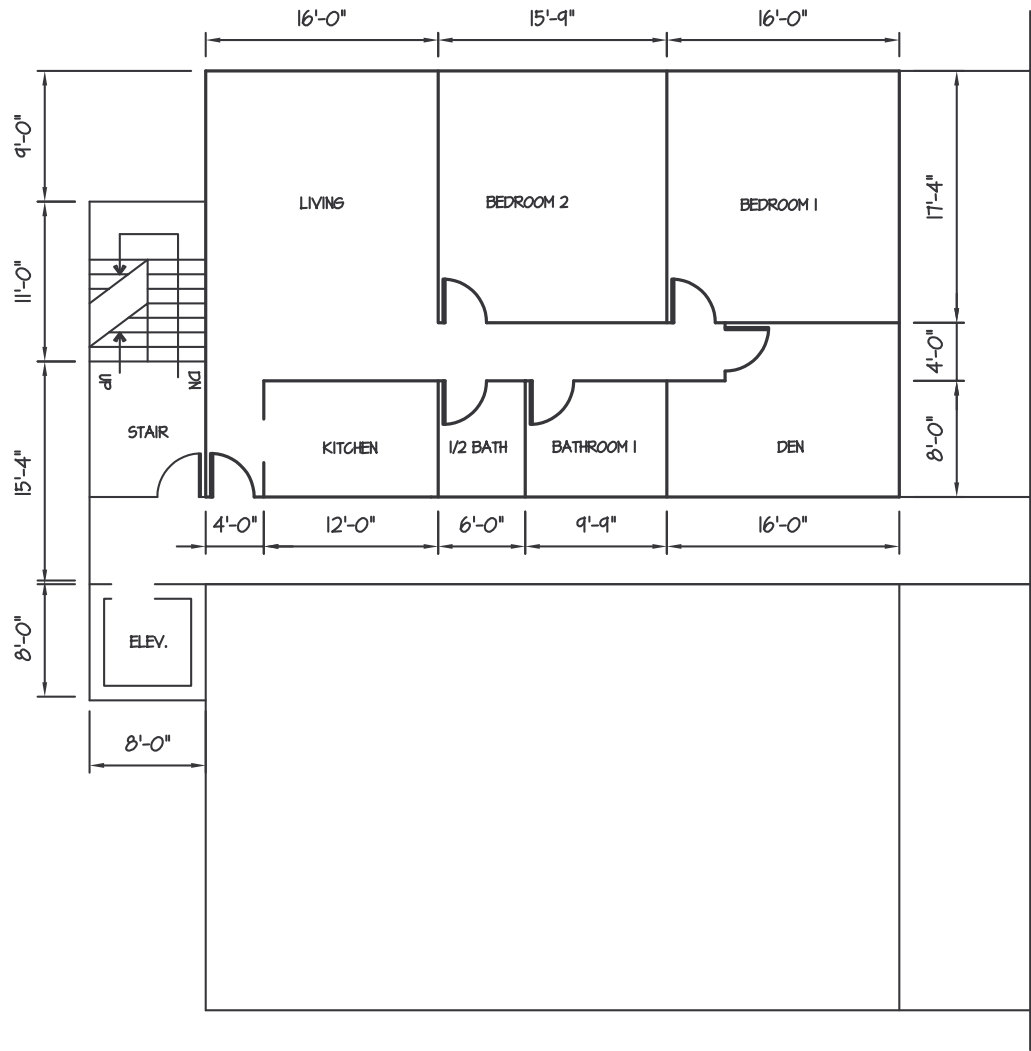 16'-0"
15'-9"
16'-0"
9'-0"
17'-4"
LIVING
BEDROOM 2
BEDROOM 1
11'-0"
4'-0"
UP
DN
8'-0"
STAIR
KITCHEN
1/2 BATH
BATHROOM 1
DEN
15'-4"
4'-0"
12'-0"
6'-0"
9'-9"
16'-0"
8'-0"
ELEV.
8'-0"